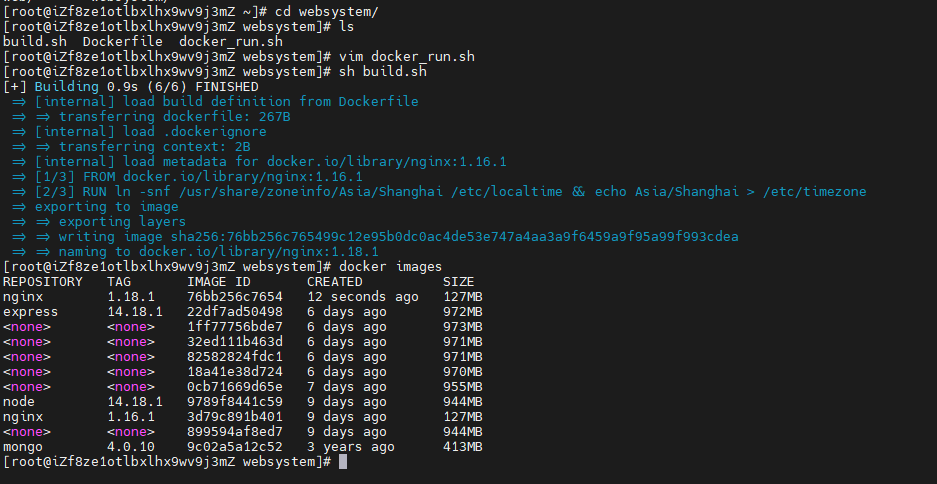 [root@iZf8ze1otlbxlhx9wv9j3mZ ~]# cd websystem/
[root@iZf8ze1otlbxlhx9wv9j3mZ websystem]# ls
build.sh  Dockerfile  docker_run.sh
[root@iZf8ze1otlbxlhx9wv9j3mZ websystem]# vim docker_run.sh
[root@iZf8ze1otlbxlhx9wv9j3mZ websystem]# sh build.sh
[+] Building 0.9s (6/6) FINISHED
 => [internal] load build definition from Dockerfile
 => => transferring dockerfile: 267B
 => [internal] load .dockerignore
 => => transferring context: 2B
 => [internal] load metadata for docker.io/library/nginx:1.16.1
 => [1/3] FROM docker.io/library/nginx:1.16.1
 => [2/3] RUN ln -snf /usr/share/zoneinfo/Asia/Shanghai /etc/localtime && echo Asia/Shanghai > /etc/timezone
 => exporting to image
 => => exporting layers
 => => writing image sha256:76bb256c765499c12e95b0dc0ac4de53e747a4aa3a9f6459a9f95a99f993cdea
 => => naming to docker.io/library/nginx:1.18.1
[root@iZf8ze1otlbxlhx9wv9j3mZ websystem]# docker images
REPOSITORY   TAG       IMAGE ID       CREATED          SIZE
nginx        1.18.1    76bb256c7654   12 seconds ago   127MB
express      14.18.1   22df7ad50498   6 days ago       972MB
<none>       <none>    1ff77756bde7   6 days ago       973MB
<none>       <none>    32ed111b463d   6 days ago       971MB
<none>       <none>    82582824fdc1   6 days ago       971MB
<none>       <none>    18a41e38d724   6 days ago       970MB
<none>       <none>    0cb71669d65e   7 days ago       955MB
node         14.18.1   9789f8441c59   9 days ago       944MB
nginx        1.16.1    3d79c891b401   9 days ago       127MB
<none>       <none>    899594af8ed7   9 days ago       944MB
mongo        4.0.10    9c02a5a12c52   3 years ago      413MB
[root@iZf8ze1otlbxlhx9wv9j3mZ websystem]#